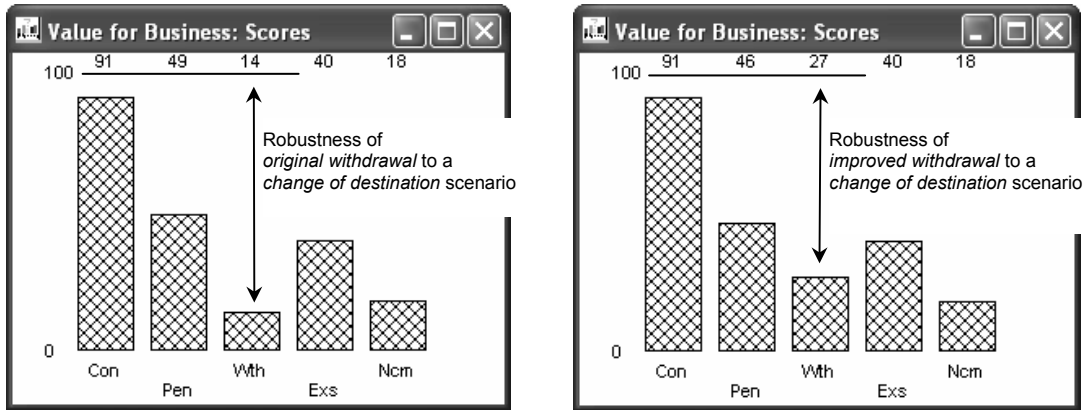 Value for Business: Scores
91 49 14 40 18
100
Robustness of
original withdrawal to a
change of destination scenario
0
Con Wth Ncm
Pen Exs
Value for Business: Scores
91 46 27 40 18
100
Robustness of
improved withdrawal to a
change of destination scenario
0
Con Wth Ncm
Pen Exs